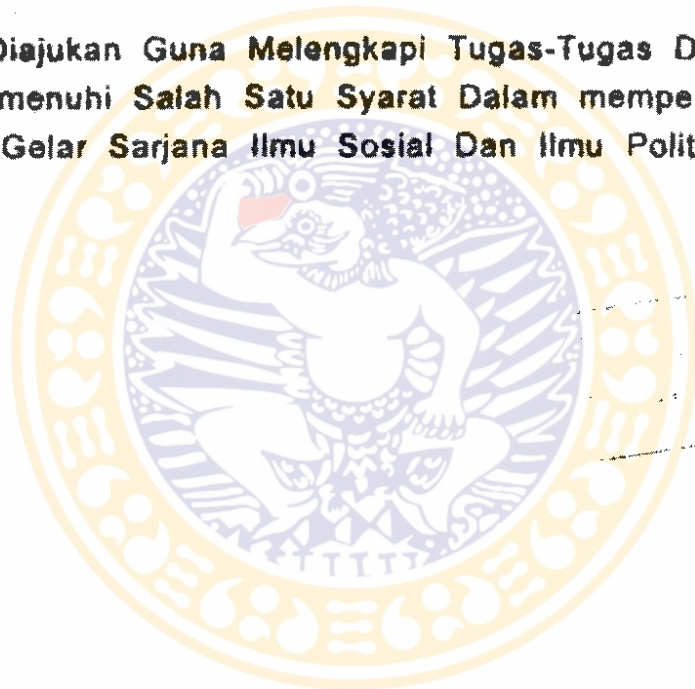 Diajukan Guna Melengkapi Tugas-Tugas D
menuhi Salah Satu Syarat Dalam mempe
Gelar Sarjana Ilmu Sosial Dan Ilmu Polit